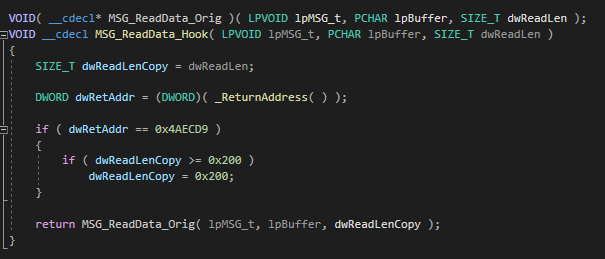 VOID( __cdecl* MSG_ReadData_Orig )( LPVOID lpMSG_t, PCHAR lpBuffer, SIZE_T dwReadLen );
VOID __cdecl MSG_ReadData_Hook( LPVOID lpMSG_t, PCHAR lpBuffer, SIZE_T dwReadLen )
{
    SIZE_T dwReadLenCopy = dwReadLen;
    DWORD dwRetAddr = (DWORD)( _ReturnAddress( ) );
    if ( dwRetAddr == 0x4AECD9 )
    {
        if ( dwReadLenCopy >= 0x200 )
            dwReadLenCopy = 0x200;
    }
    return MSG_ReadData_Orig( lpMSG_t, lpBuffer, dwReadLenCopy );
}